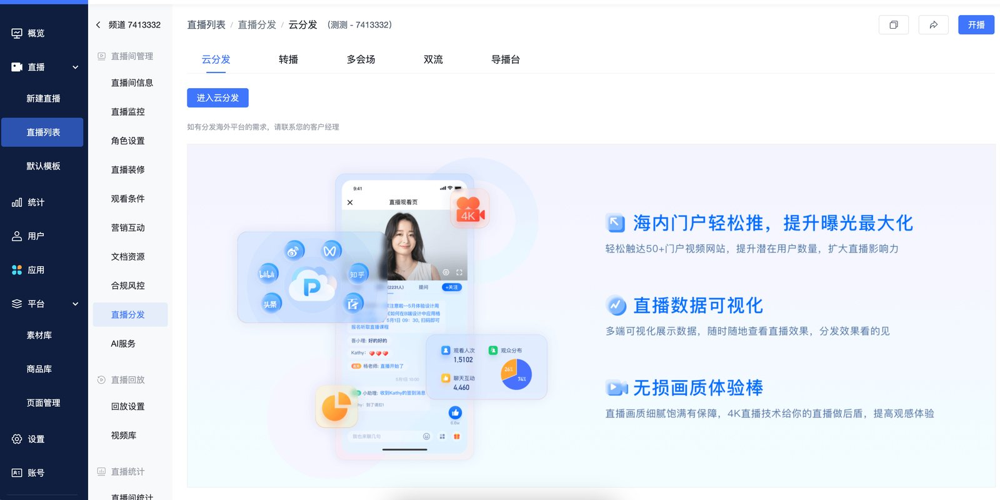 概览
直播
新建直播
直播列表
默认模板
统计
用户
应用
平台
素材库
商品库
页面管理
设置
账号
频道 7413332
直播间管理
直播间信息
直播监控
角色设置
直播装修
观看条件
营销互动
文档资源
合规风控
直播分发
AI服务
直播回放
回放设置
视频库
直播统计
直播间统计
直播列表 / 直播分发 / 云分发 （测测 - 7413332）
开播
云分发 转播 多会场 双流 导播台
进入云分发
如有分发海外平台的需求，请联系您的客户经理
9:41
直播观看页
4K
bilibili
知乎
头条
百
P
(2231人) 提问 +关注
注意啦~~5月体验设计周
《如何在B端设计中应用格
5月1日 09：30, 扫码即可
报名听取直播课程
吾小理: 好的好的
Kathy:
杨老师: 直播开始了
5月1日 10:00
小助理: 收到Kathy的签到消息
hy: 到了请扣1
6.6w
我也来聊几句
观看人次
1,5102
聊天互动
4,460
观众分布
26%
74%
海内门户轻松推，提升曝光最大化
轻松触达50+门户视频网站，提升潜在用户数量，扩大直播影响力
直播数据可视化
多端可视化展示数据，随时随地查看直播效果，分发效果看的见
无损画质体验棒
直播画质细腻饱满有保障，4K直播技术给你的直播做后盾，提高观感体验